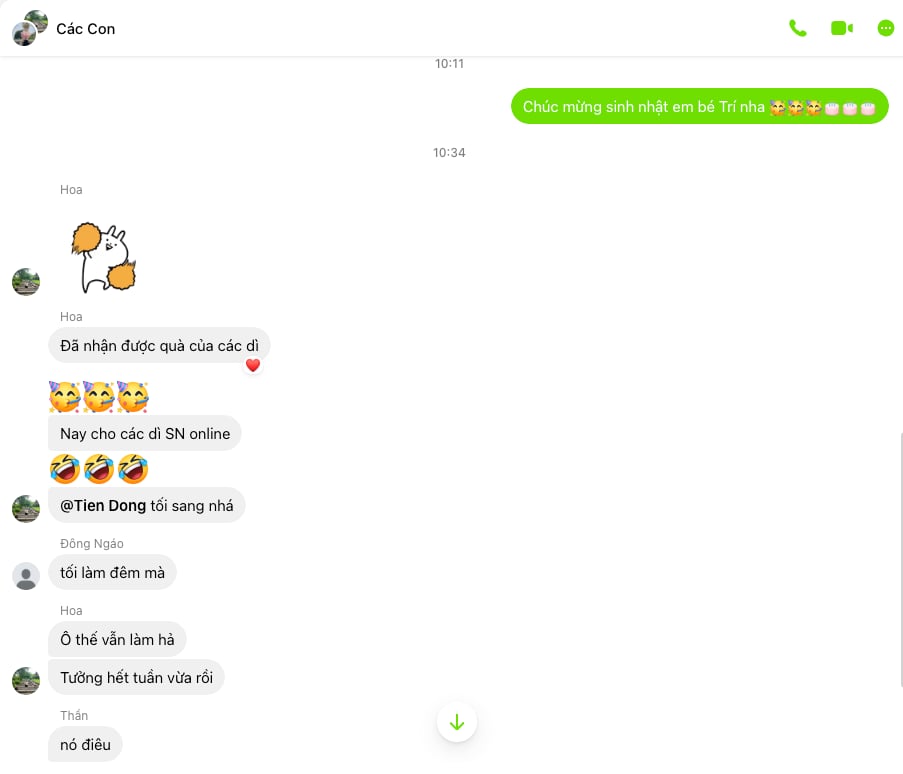 Các Con
10:11
Chúc mừng sinh nhật em bé Trí nha 🥳🥳🥳🎂🎂🎂
10:34
Hoa
Hoa
Đã nhận được quà của các dì
❤️
🥳🥳🥳
Nay cho các dì SN online
🤣🤣🤣
@Tien Dong tối sang nhá
Đông Ngáo
tối làm đêm mà
Hoa
Ô thế vẫn làm hả
Tưởng hết tuần vừa rồi
Thần
nó điêu